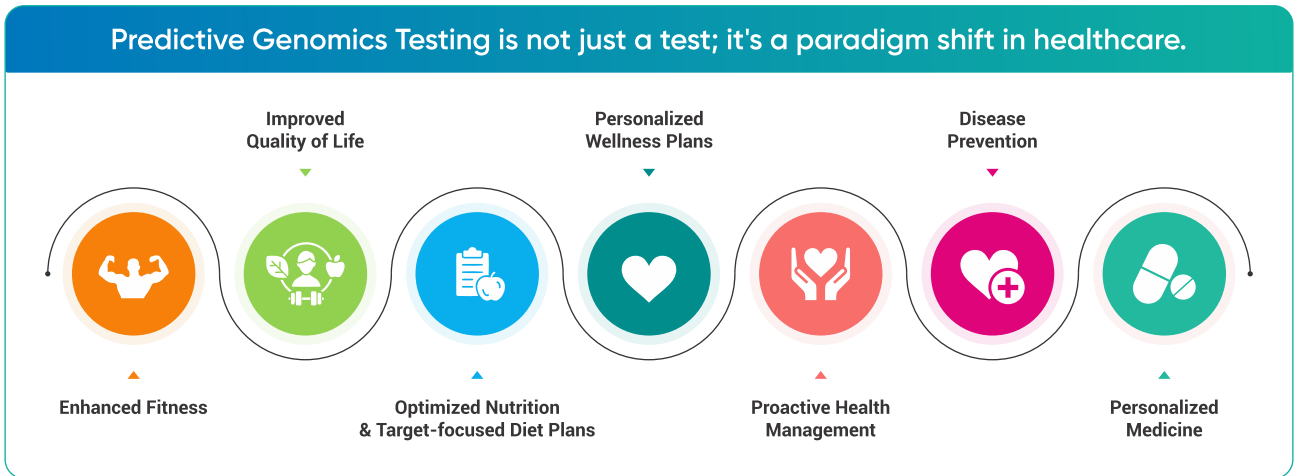 Predictive Genomics Testing is not just a test; it's a paradigm shift in healthcare.
Improved
Quality of Life
Personalized
Wellness Plans
Disease
Prevention
Enhanced Fitness
Optimized Nutrition
& Target-focused Diet Plans
Proactive Health
Management
Personalized
Medicine